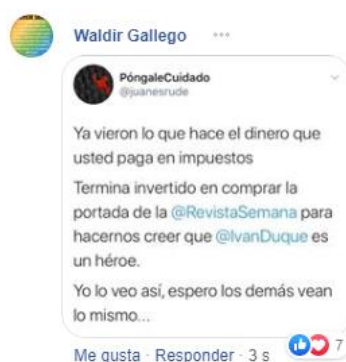 Waldir Gallego ...
PóngaleCuidado
@juanesrude
Ya vieron lo que hace el dinero que
usted paga en impuestos
Termina invertido en comprar la
portada de la @RevistaSemana para
hacernos creer que @IvanDuque es
un héroe.
Yo lo veo así, espero los demás vean
lo mismo...
Me gusta · Responder · 3 s
7